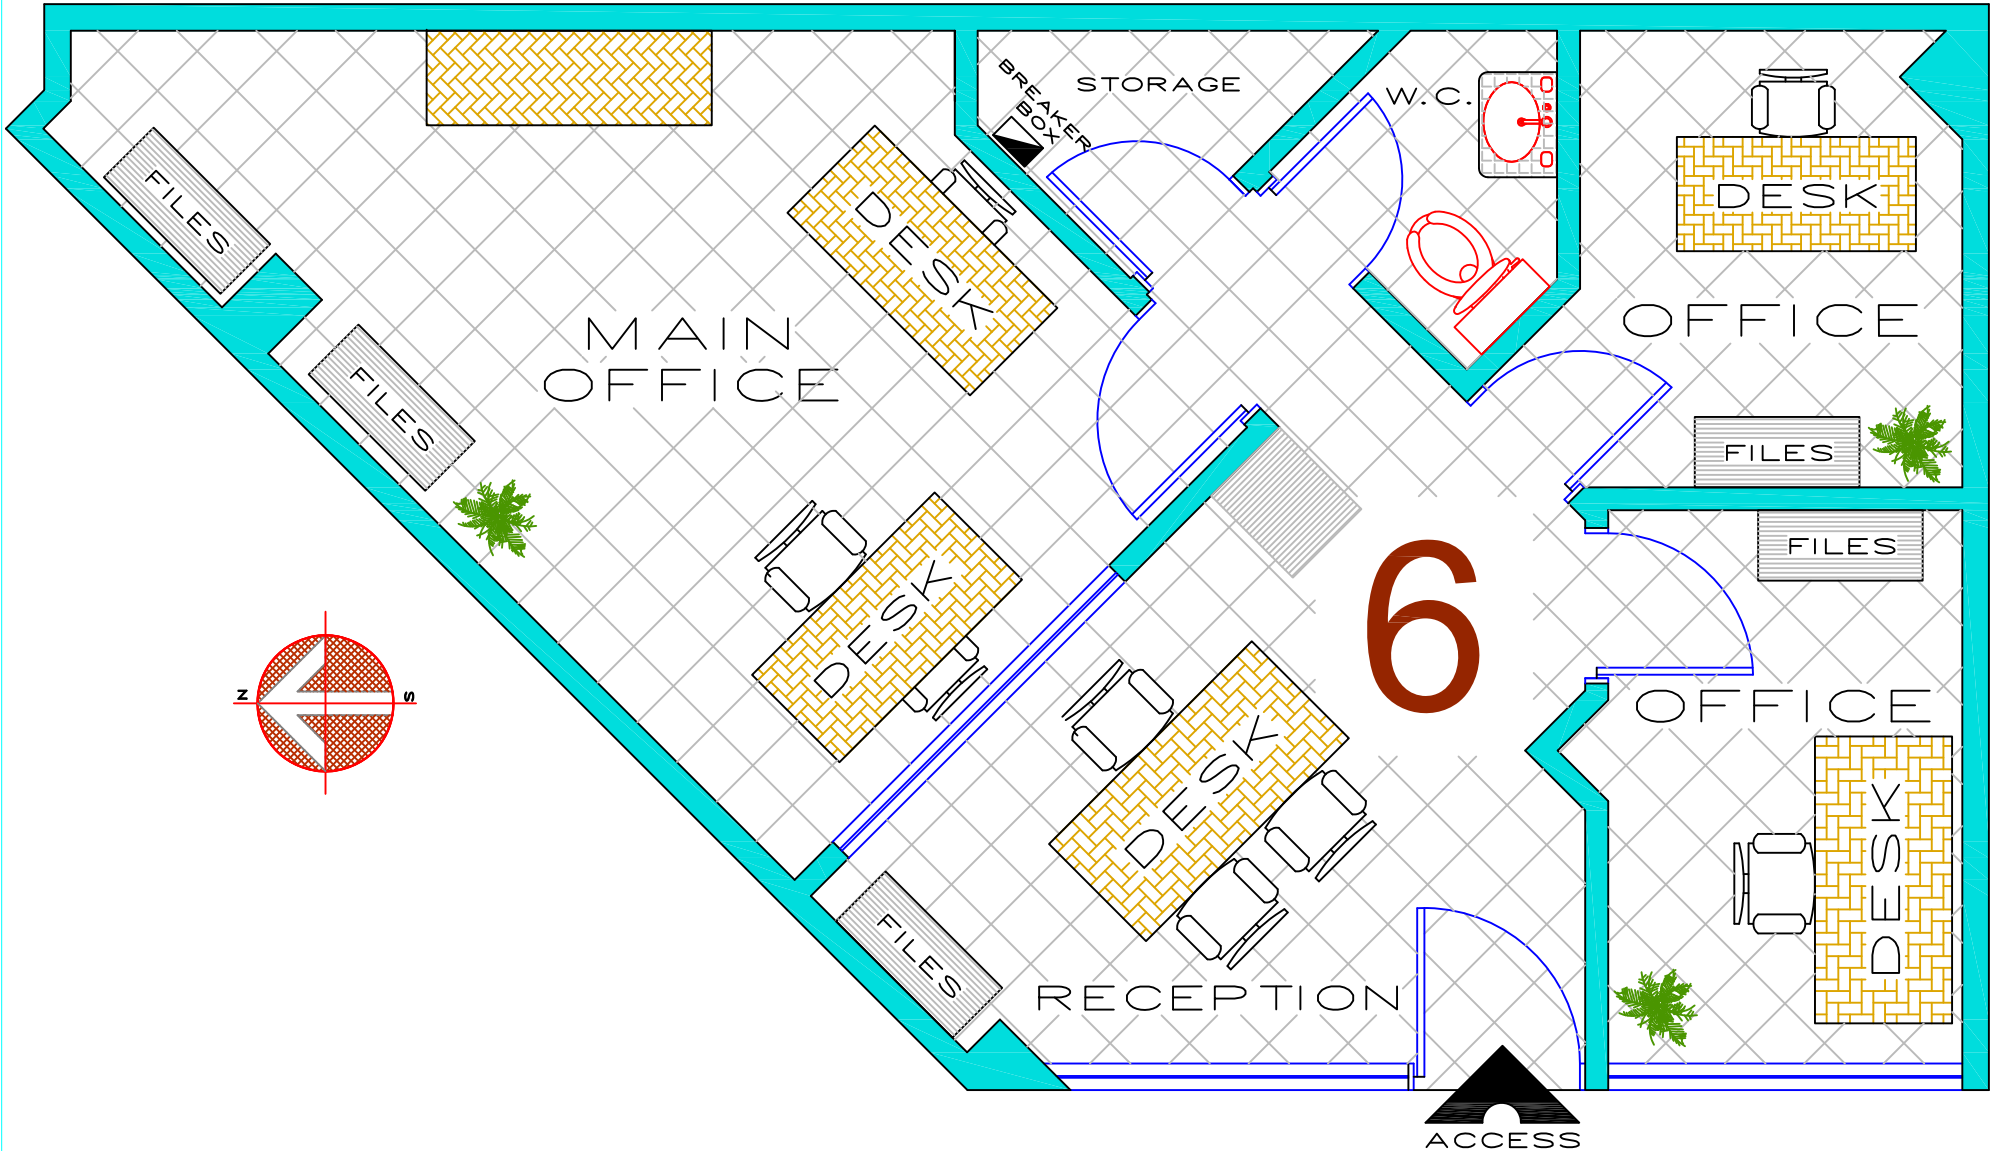 STORAGE
BREAKER
BOX
W.C.
DESK
FILES
DESK
OFFICE
MAIN
OFFICE
FILES
FILES
FILES
DESK
6
DESK
OFFICE
N
S
DESK
FILES
RECEPTION
ACCESS